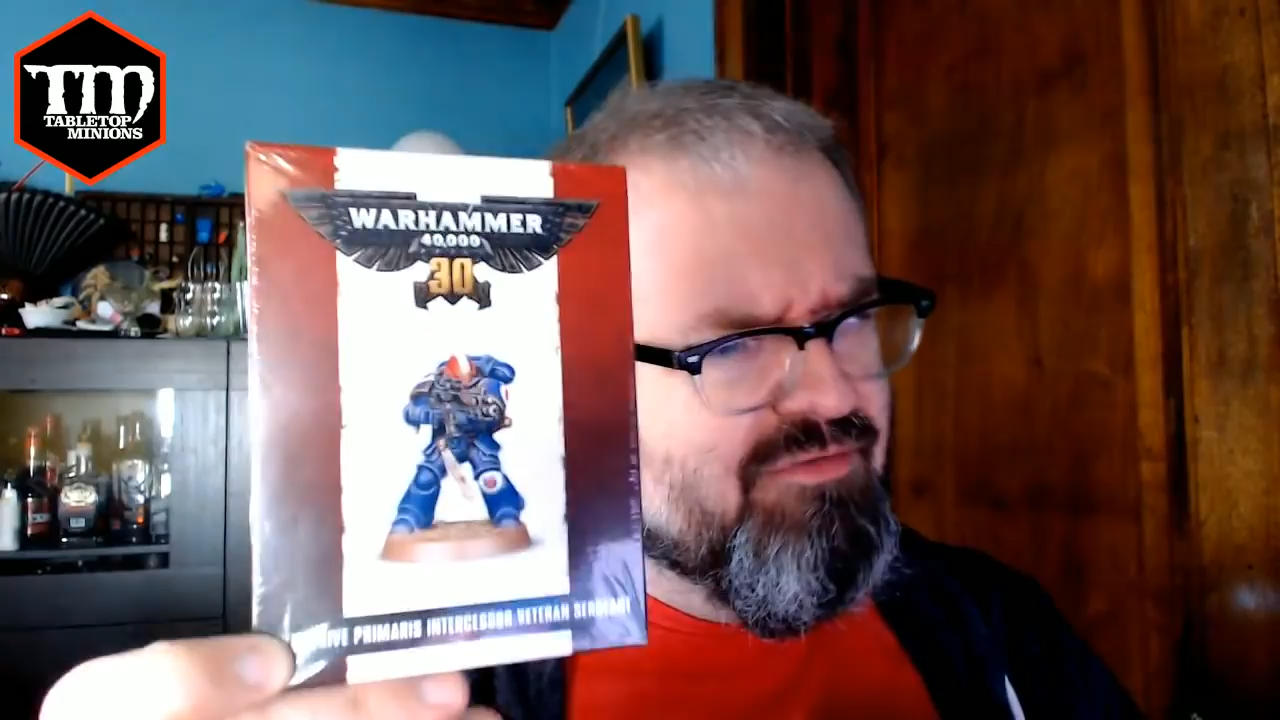 TM
TABLETOP
MINIONS
WARHAMMER
40,000
30
PRIMARIS INTERCESSOR VETERAN SERGEANT